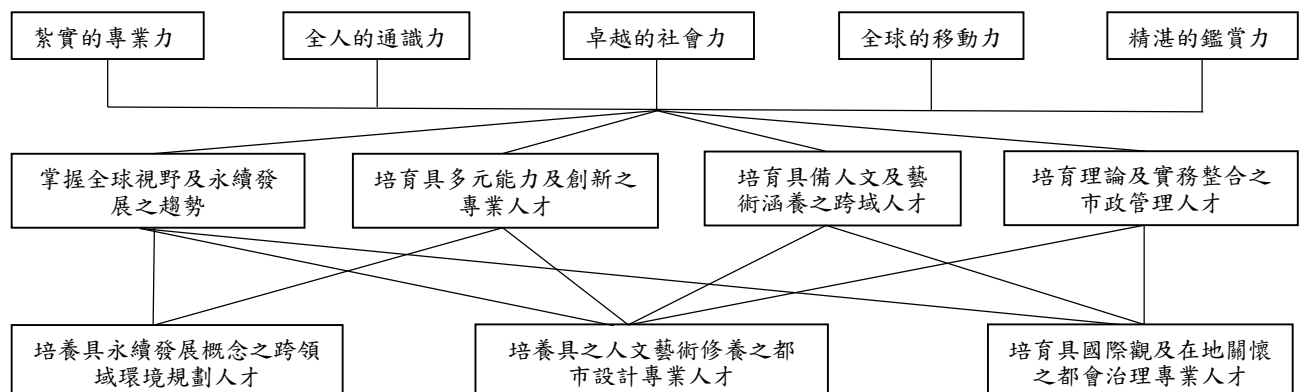 紮實的專業力
全人的通識力
卓越的社會力
全球的移動力
精湛的鑑賞力
掌握全球視野及永續發
展之趨勢
培育具多元能力及創新之
專業人才
培育具備人文及藝
術涵養之跨域人才
培育理論及實務整合之
市政管理人才
培養具永續發展概念之跨領
域環境規劃人才
培養具之人文藝術修養之都
市設計專業人才
培育具國際觀及在地關懷
之都會治理專業人才